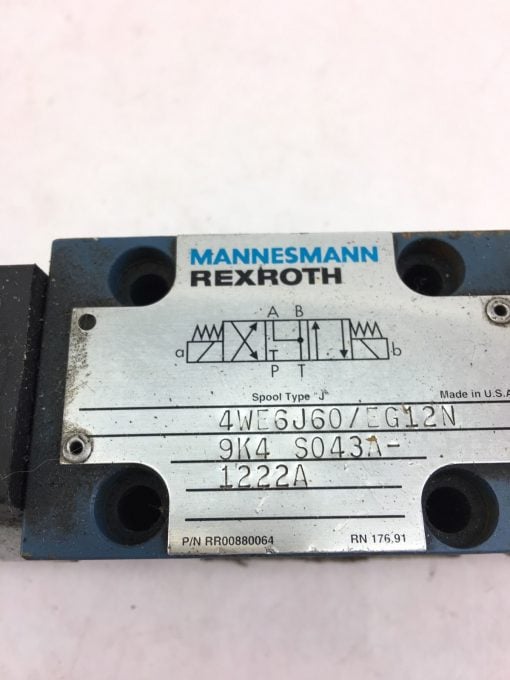 MANNESMANN
REXROTH
A B
a b
P T
Spool Type "J"
Made in U.S.A
4WE6J60/EG12N
9K4 S043A-
1222A
P/N RR00880064 RN 176.91